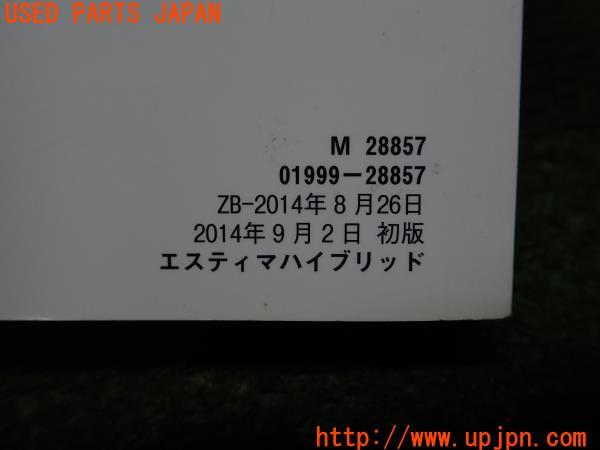 USED PARTS JAPAN
M 28857
01999-28857
ZB-2014年8月26日
2014年9月2日 初版
エスティマハイブリッド
http://www.upjpn.com/